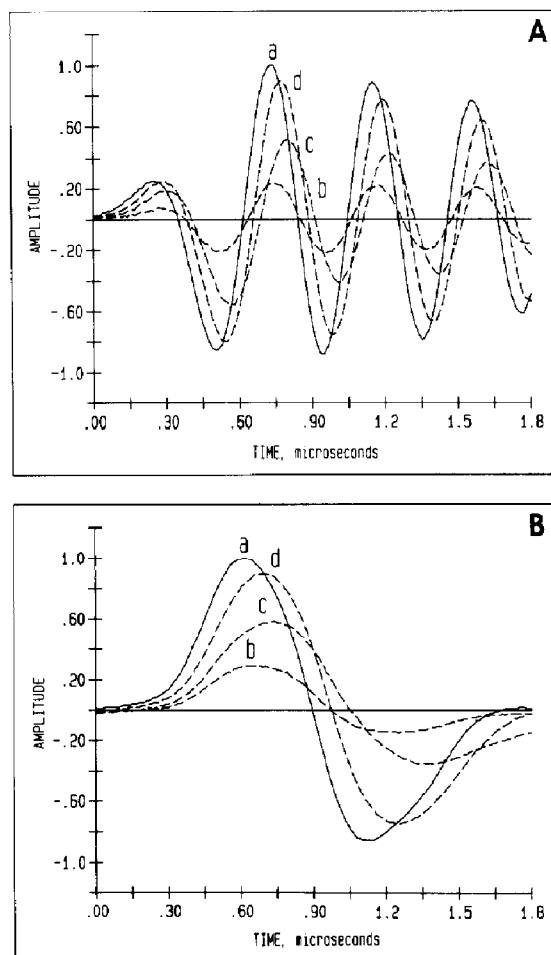 A
a
d
c
b
1.0
.60
.20
-.20
-.60
-1.0
AMPLITUDE
.00 .30 .60 .90 1.2 1.5 1.8
TIME, microseconds
B
a
d
c
b
1.0
.60
.20
-.20
-.60
-1.0
AMPLITUDE
.00 .30 .60 .90 1.2 1.5 1.8
TIME, microseconds